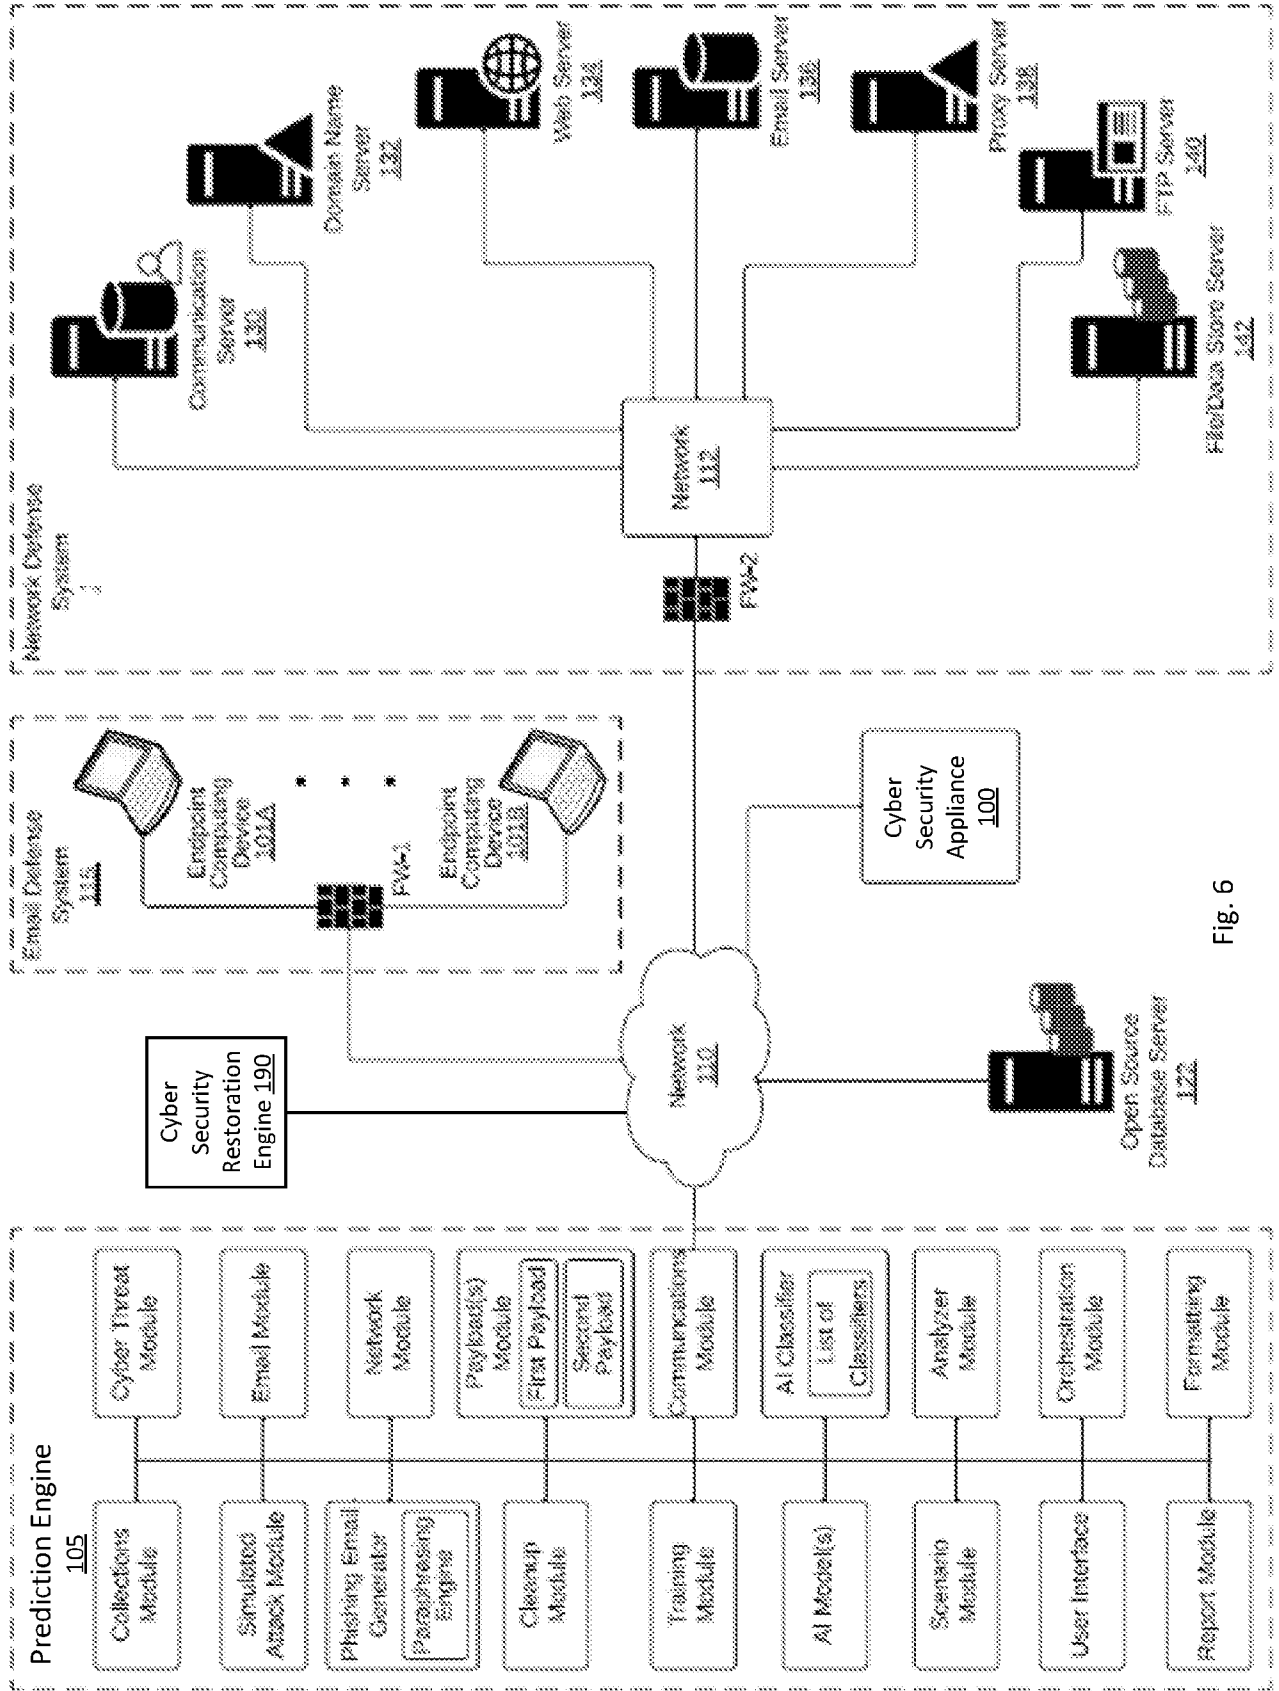 Prediction Engine
105
Collections
Module
Cyber Threat
Module
Simulated
Attack Module
Email Module
Phishing Email
Generator
Paraphrasing
Engine
Network
Module
Cleanup
Module
Payload(s)
Module
First Payload
Second
Payload
Training
Module
Communications
Module
AI Model(s)
AI Classifier
List of
Classifiers
Scenario
Module
Analyzer
Module
User Interface
Orchestration
Module
Report Module
Formatting
Module
Cyber
Security
Restoration
Engine 190
Network
110
Open Source
Database Server
122
Email Defense
System
Endpoint
Computing
Device
101A
FW-1
Endpoint
Computing
Device
101B
Cyber
Security
Appliance
100
Network Defense
System
FW-2
Network
112
Communication
Server
130
Domain Name
Server
132
Web Server
134
Email Server
136
Proxy Server
138
FTP Server
140
File/Data Store Server
142
Fig. 6